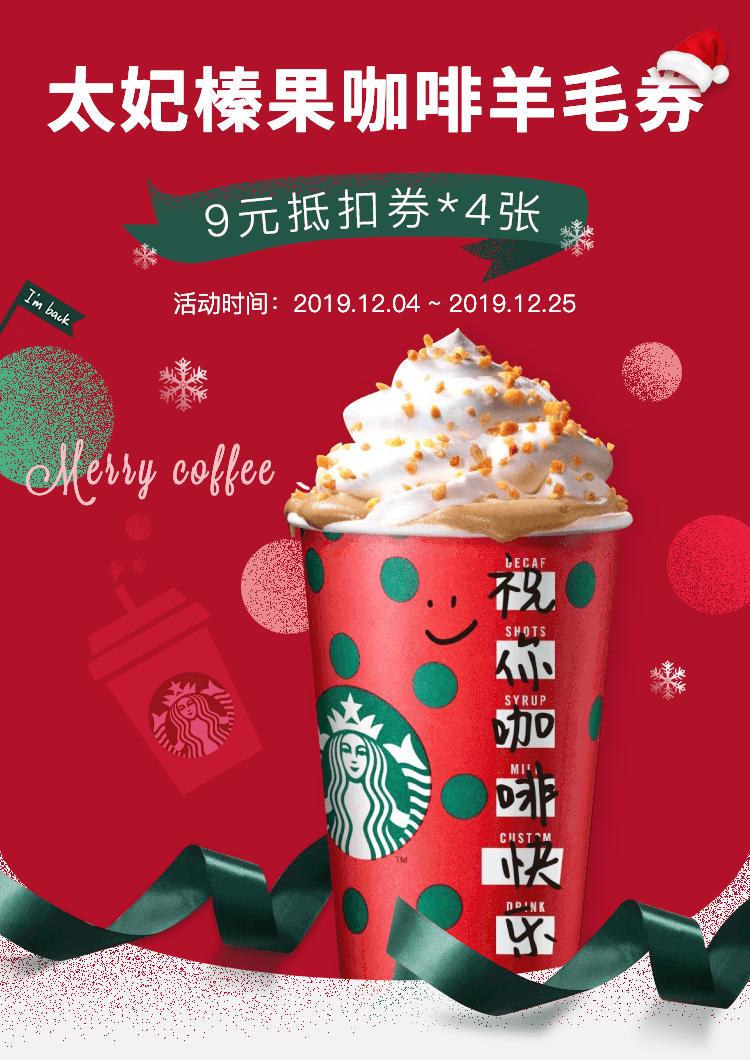 太妃榛果咖啡羊毛券
9元抵扣券*4张
活动时间：2019.12.04 ~ 2019.12.25
I'm back
Merry coffee
DECAF
祝
SHOTS
你
SYRUP
咖
MILK
啡
CUSTOM
快
DRINK
乐
TM